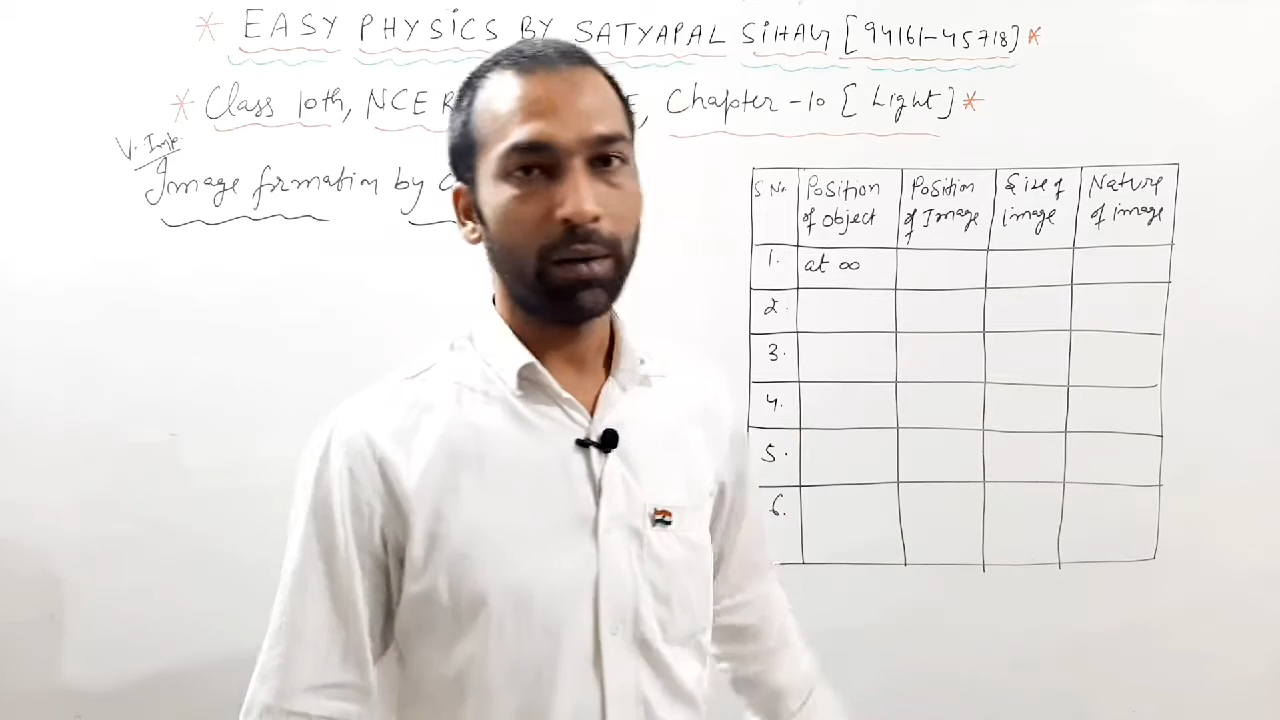 * EASY PHYSICS BY SATYAPAL SIHAG [94161-45718] *
* Class 10th, NCE Chapter -10 [ Light ] *
V. Imp.
Image formation by
S No. Position of object Position of Image Size of image Nature of image
1. at ∞
2.
3.
4.
5.
6.